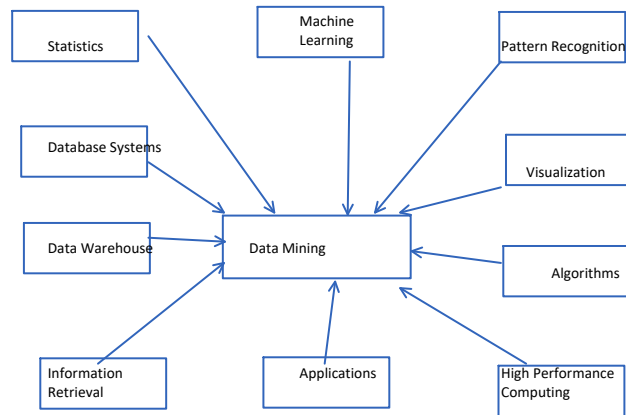 Statistics
Machine
Learning
Pattern Recognition
Database Systems
Visualization
Data Warehouse
Data Mining
Algorithms
Information
Retrieval
Applications
High Performance
Computing